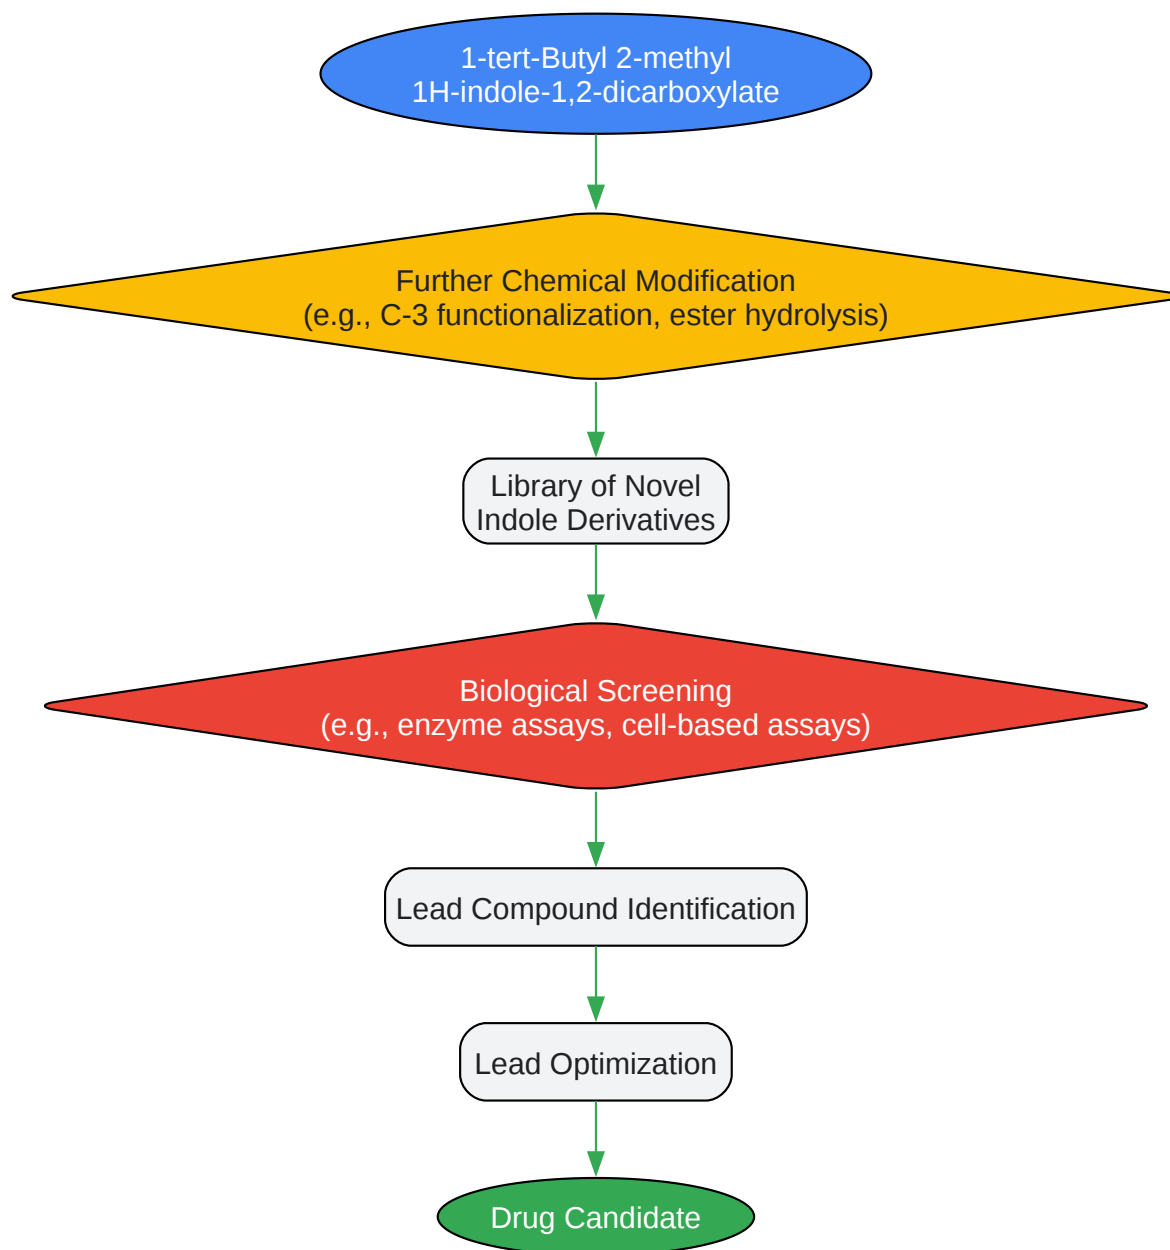 1-tert-Butyl 2-methyl
1H-indole-1,2-dicarboxylate
Further Chemical Modification
(e.g., C-3 functionalization, ester hydrolysis)
Library of Novel
Indole Derivatives
Biological Screening
(e.g., enzyme assays, cell-based assays)
Lead Compound Identification
Lead Optimization
Drug Candidate